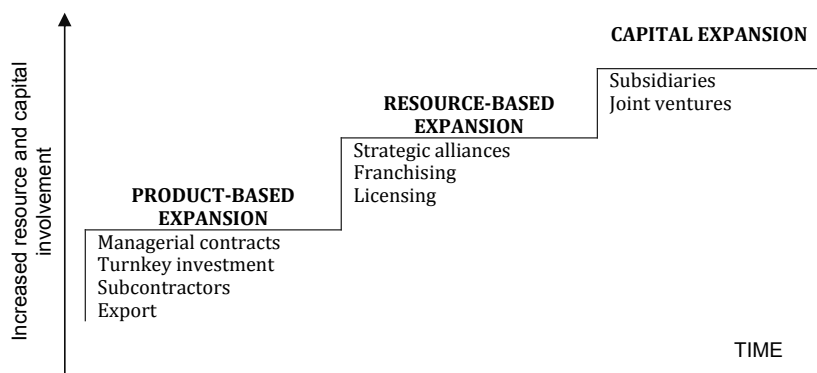 Increased resource and capital
involvement
CAPITAL EXPANSION
Subsidiaries
Joint ventures
RESOURCE-BASED
EXPANSION
Strategic alliances
Franchising
Licensing
PRODUCT-BASED
EXPANSION
Managerial contracts
Turnkey investment
Subcontractors
Export
TIME